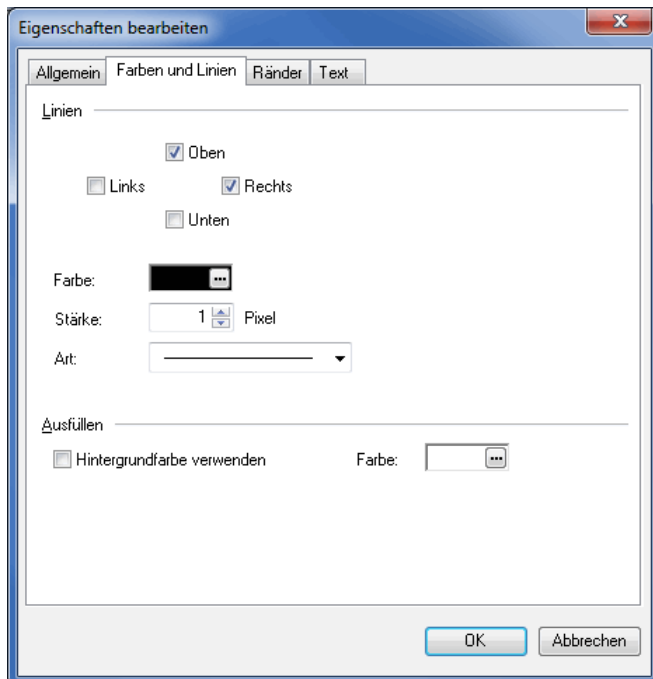 Eigenschaften bearbeiten
Allgemein Farben und Linien Ränder Text
Linien
Oben
Links Rechts
Unten
Farbe:
Stärke: 1 Pixel
Art:
Ausfüllen
Hintergrundfarbe verwenden Farbe:
OK Abbrechen